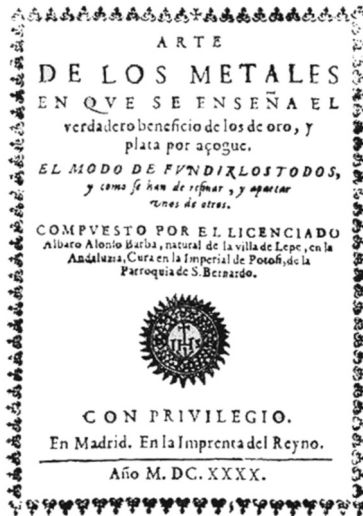 ARTE
DE LOS METALES
EN QVE SE ENSEÑA EL
verdadero beneficio de los de oro, y
plata por açogue.
EL MODO DE FVNDIRLOS TODOS,
y como se han de refinar, y apartar
vnos de otros.
COMPVESTO POR EL LICENCIADO
Albaro Alonso Barba, natural de la villa de Lepe, en la
Andaluzia, Cura en la Imperial de Potosi, de la
Parroquia de S. Bernardo.
IHS
CON PRIVILEGIO.
En Madrid. En la Imprenta del Reyno.
Año M. DC. XXXX.